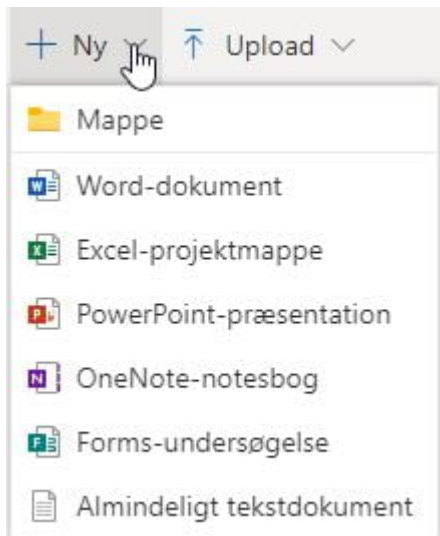 Ny Upload
Mappe
Word-dokument
Excel-projektmappe
PowerPoint-præsentation
OneNote-notesbog
Forms-undersøgelse
Almindeligt tekstdokument